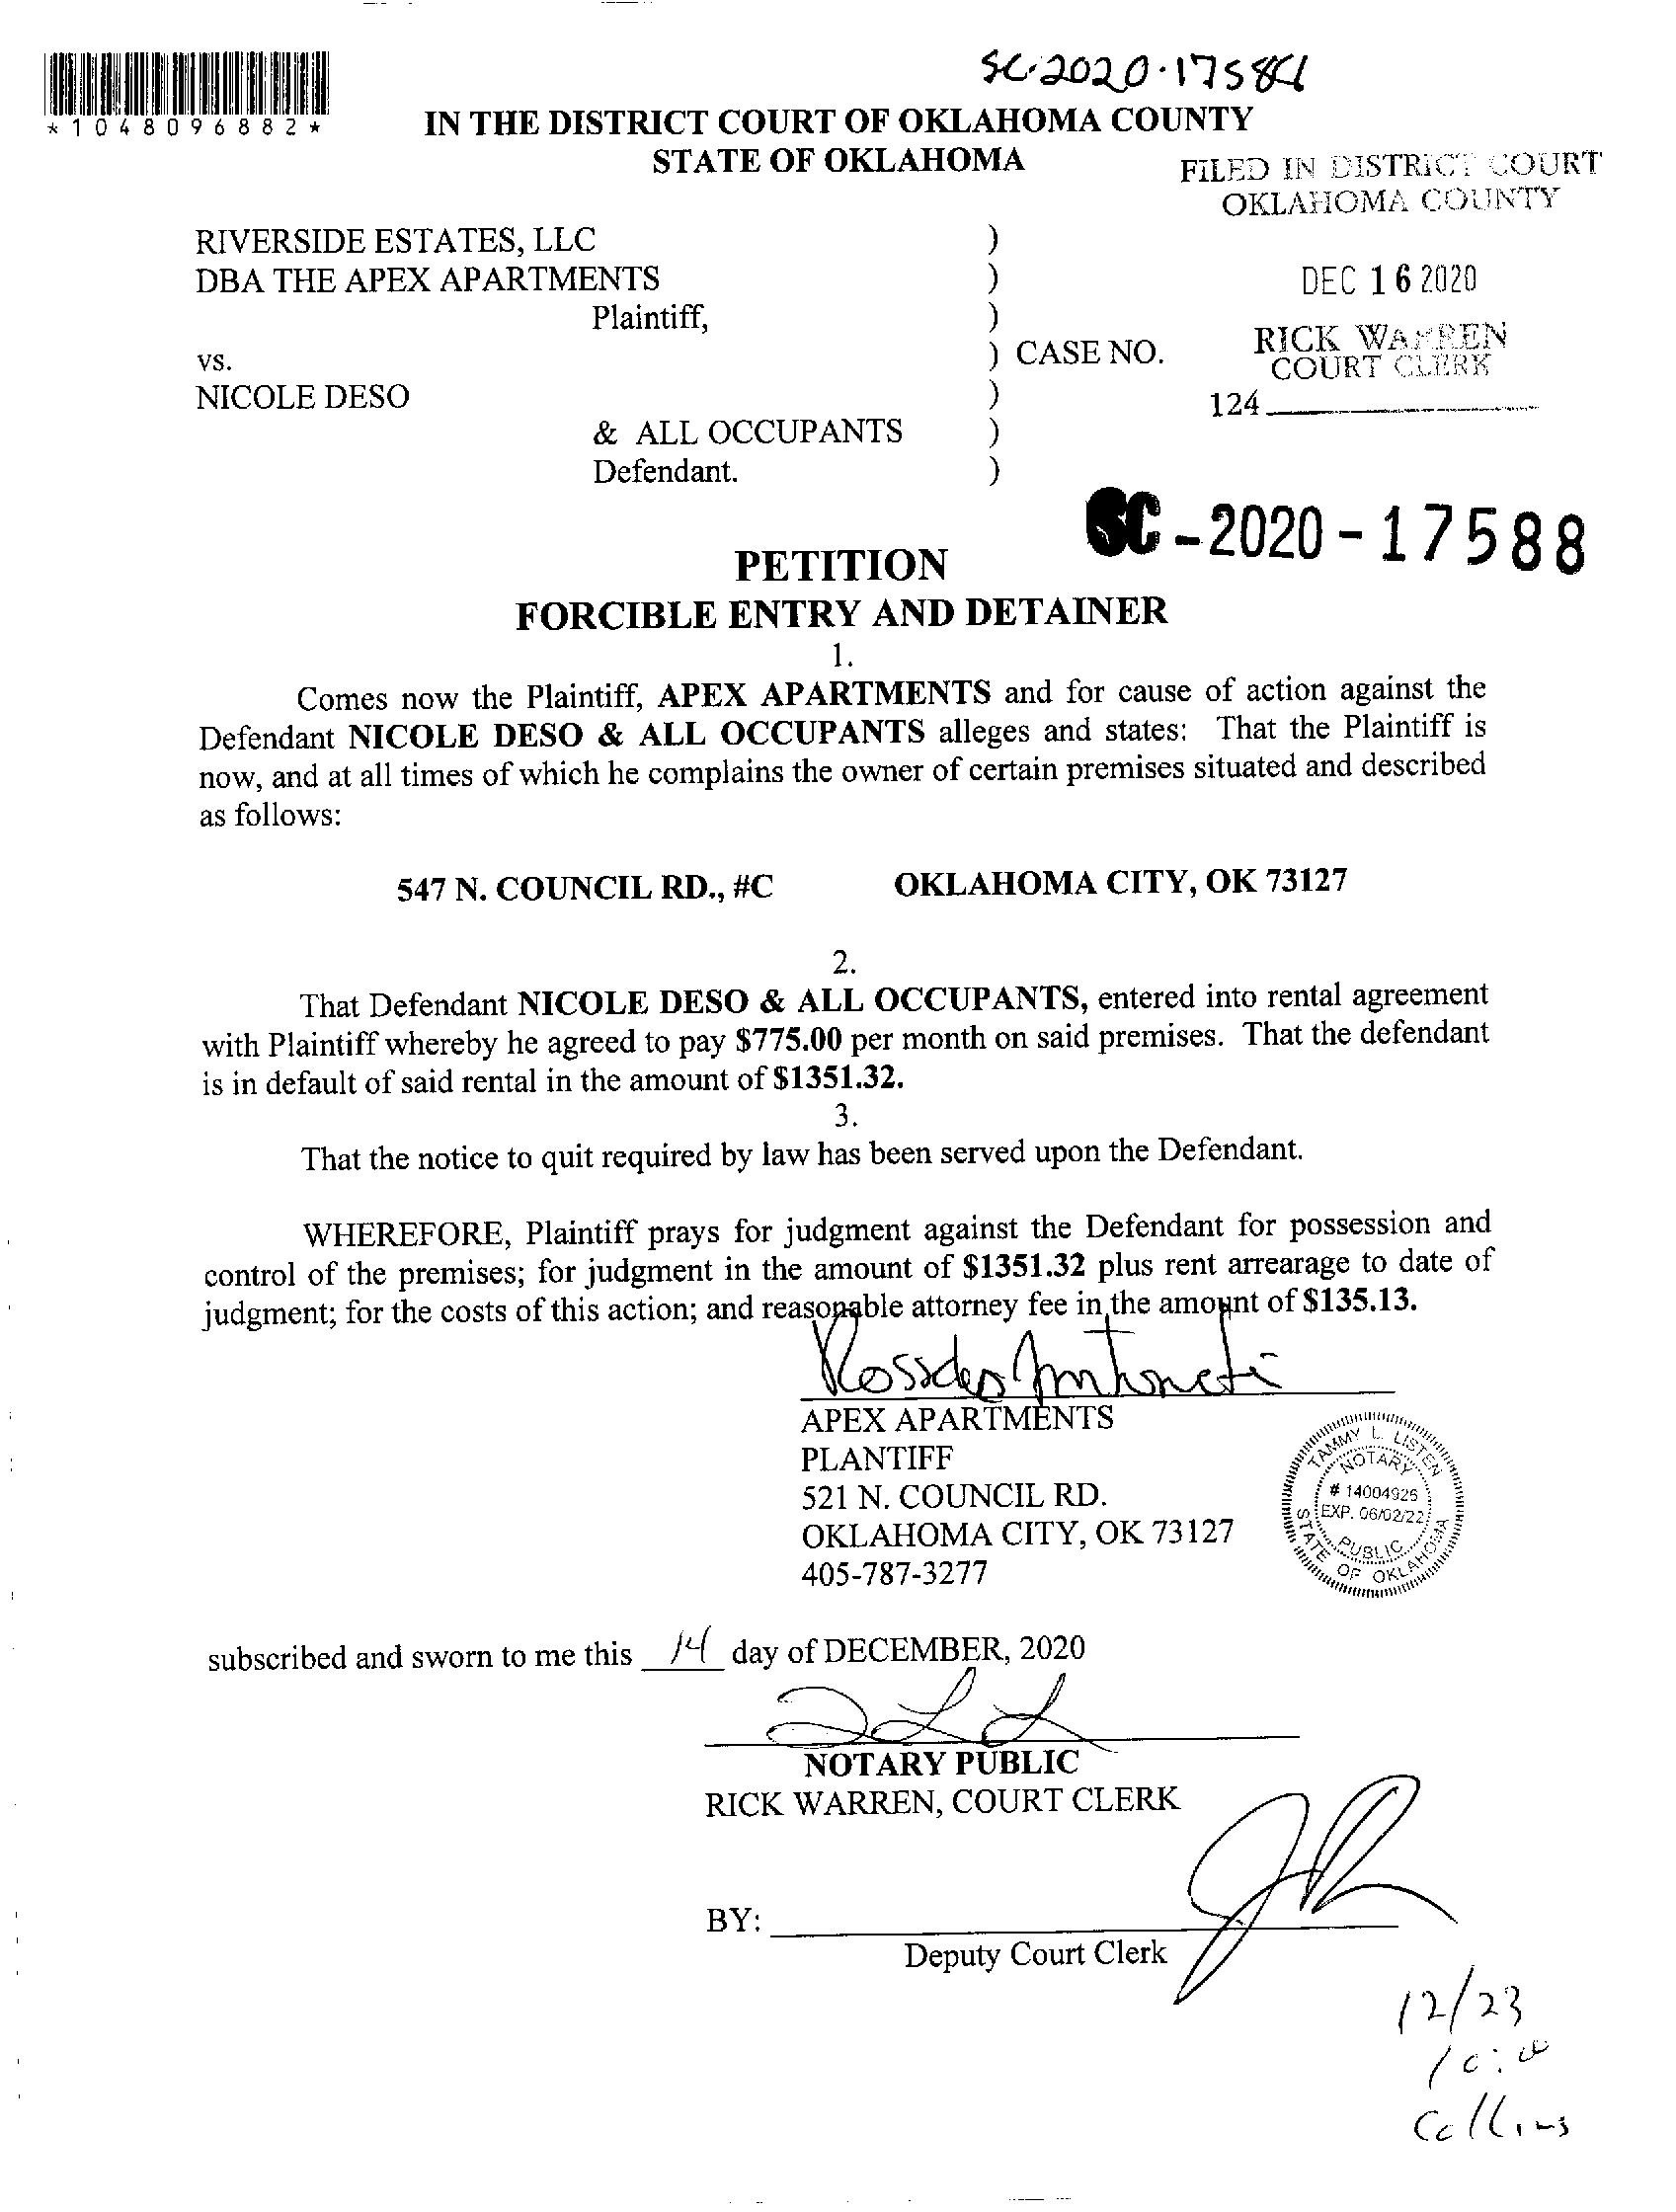 *1048096882*
IN THE DISTRICT COURT OF OKLAHOMA COUNTY
STATE OF OKLAHOMA
FILED IN DISTRICT COURT
OKLAHOMA COUNTY
RIVERSIDE ESTATES, LLC )
DBA THE APEX APARTMENTS )
DEC 16 2020
Plaintiff, )
vs. ) CASE NO.
RICK WARREN
COURT CLERK
NICOLE DESO )
124
& ALL OCCUPANTS )
Defendant. )
SC-2020-17588
PETITION
FORCIBLE ENTRY AND DETAINER
1.
Comes now the Plaintiff, APEX APARTMENTS and for cause of action against the
Defendant NICOLE DESO & ALL OCCUPANTS alleges and states: That the Plaintiff is
now, and at all times of which he complains the owner of certain premises situated and described
as follows:
547 N. COUNCIL RD., #C OKLAHOMA CITY, OK 73127
2.
That Defendant NICOLE DESO & ALL OCCUPANTS, entered into rental agreement
with Plaintiff whereby he agreed to pay $775.00 per month on said premises. That the defendant
is in default of said rental in the amount of $1351.32.
3.
That the notice to quit required by law has been served upon the Defendant.
WHEREFORE, Plaintiff prays for judgment against the Defendant for possession and
control of the premises; for judgment in the amount of $1351.32 plus rent arrearage to date of
judgment; for the costs of this action; and reasonable attorney fee in the amount of $135.13.
APEX APARTMENTS
PLANTIFF
521 N. COUNCIL RD.
OKLAHOMA CITY, OK 73127
405-787-3277
TAMMY L. LISTEN
NOTARY
# 14004926
EXP. 06/02/22
PUBLIC
STATE OF OKLAHOMA
subscribed and sworn to me this 14 day of DECEMBER, 2020
NOTARY PUBLIC
RICK WARREN, COURT CLERK
BY:
Deputy Court Clerk
12/23
Collins